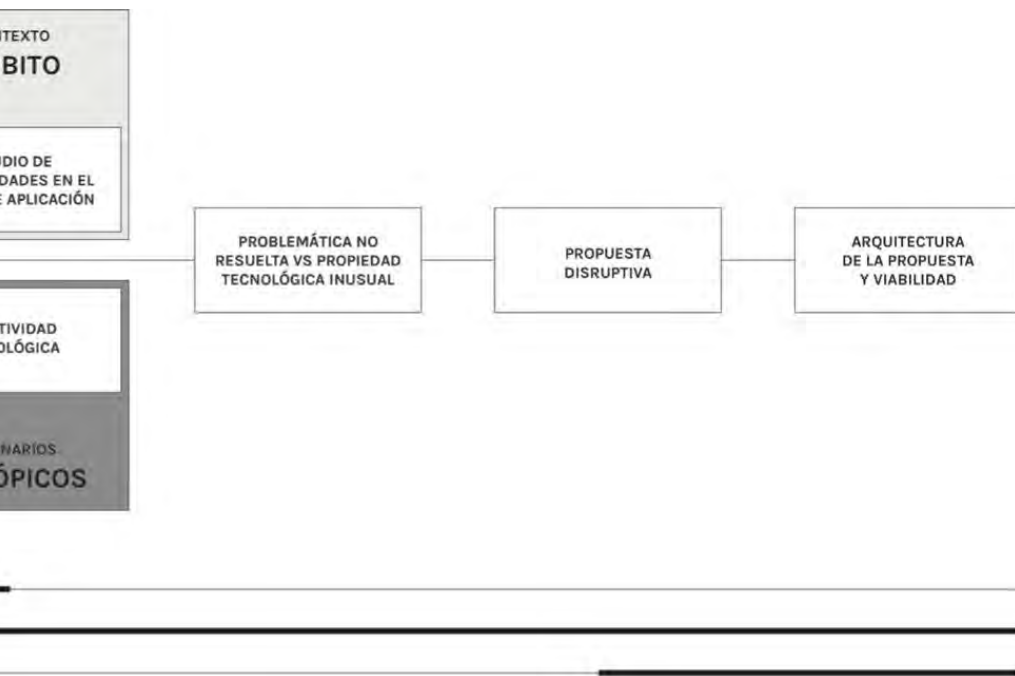 NTEXTO
BITO
DIO DE
DADES EN EL
E APLICACIÓN
PROBLEMÁTICA NO
RESUELTA VS PROPIEDAD
TECNOLÓGICA INUSUAL
PROPUESTA
DISRUPTIVA
ARQUITECTURA
DE LA PROPUESTA
Y VIABILIDAD
TIVIDAD
OLÓGICA
NARIOS
ÓPICOS